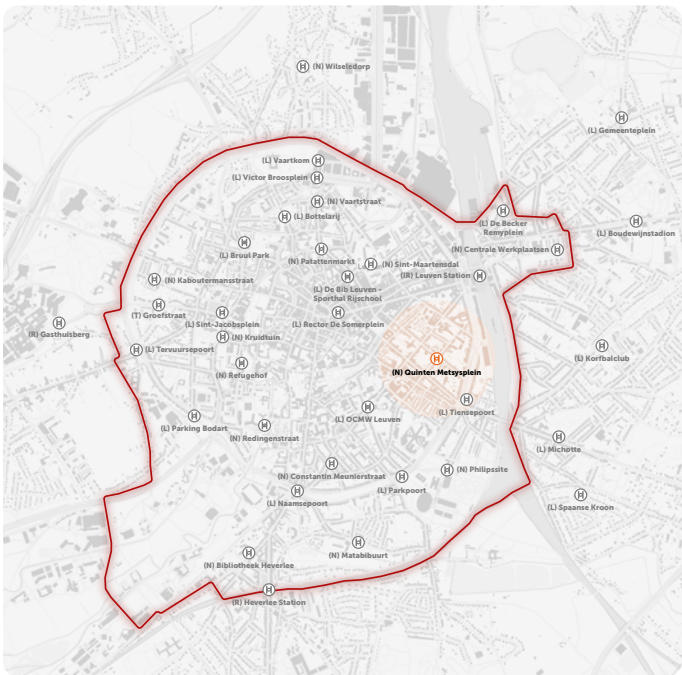 (N) Wilseledorp
(L) Gemeenteplein
(L) Vaartkom
(L) Victor Broosplein
(N) Vaartstraat
(L) Bottelarij
(L) De Becker
Remyplein
(L) Boudewijnstadion
(L) Bruul Park
(N) Patattenmarkt
(N) Centrale Werkplaatsen
(N) Sint-Maartensdal
(IR) Leuven Station
(N) Kaboutermansstraat
(L) De Bib Leuven -
Sporthal Rijschool
(T) Groefstraat
(L) Sint-Jacobsplein
(L) Rector De Somerplein
(R) Gasthuisberg
(N) Kruidtuin
(L) Tervuursepoort
(L) Korfbalclub
(N) Refugehof
(N) Quinten Metsysplein
(L) Tiensepoort
(L) Parking Bodart
(L) OCMW Leuven
(N) Redingenstraat
(L) Michotte
(N) Constantin Meunierstraat
(N) Philipssite
(L) Parkpoort
(L) Naamsepoort
(L) Spaanse Kroon
(N) Matabibuurt
(N) Bibliotheek Heverlee
(R) Heverlee Station